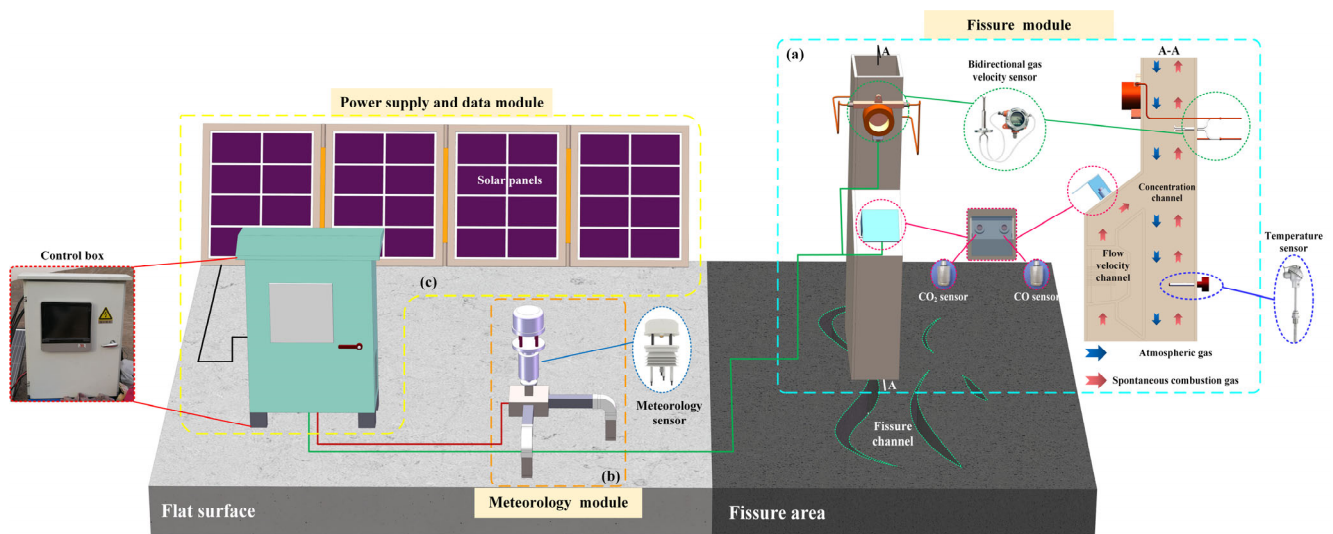 Fissure module
(a)
A
A-A
Bidirectional gas
velocity sensor
Power supply and data module
Solar panels
Concentration
channel
Control box
Flow
velocity
channel
Temperature
sensor
(c)
CO₂ sensor
CO sensor
Atmospheric gas
Spontaneous combustion gas
A
Meteorology
sensor
Fissure
channel
(b)
Meteorology module
Flat surface
Fissure area